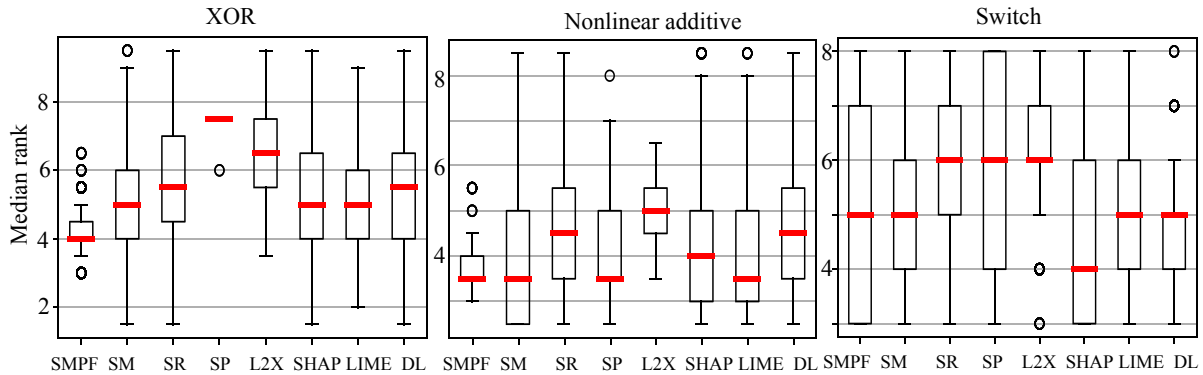 XOR
Nonlinear additive
Switch
Median rank
8
6
4
2
8
4
8
6
4
SMPF SM SR SP L2X SHAP LIME DL
SMPF SM SR SP L2X SHAP LIME DL
SMPF SM SR SP L2X SHAP LIME DL